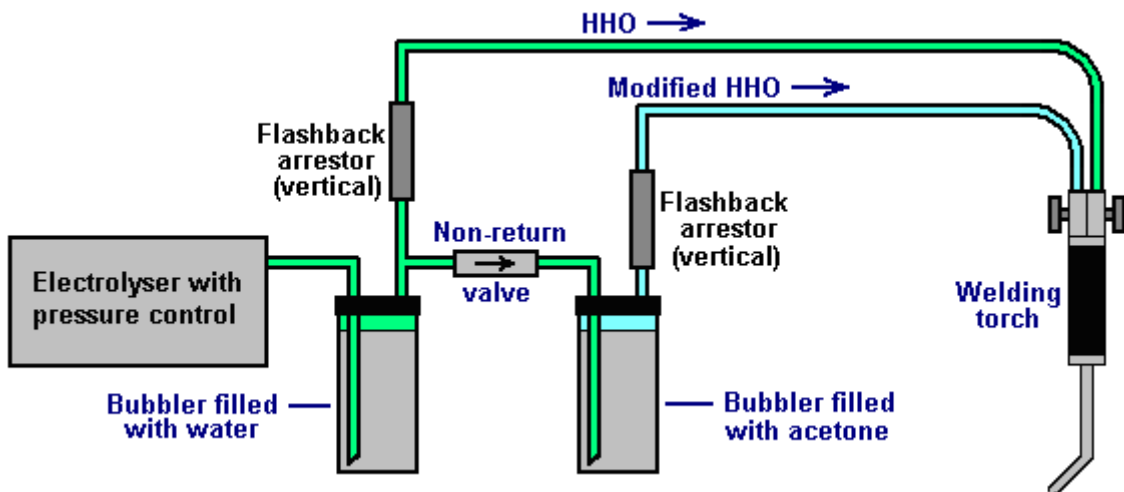 HHO
Modified HHO
Flashback
arrestor
(vertical)
Flashback
arrestor
(vertical)
Non-return
valve
Electrolyser with
pressure control
Welding
torch
Bubbler filled
with water
Bubbler filled
with acetone